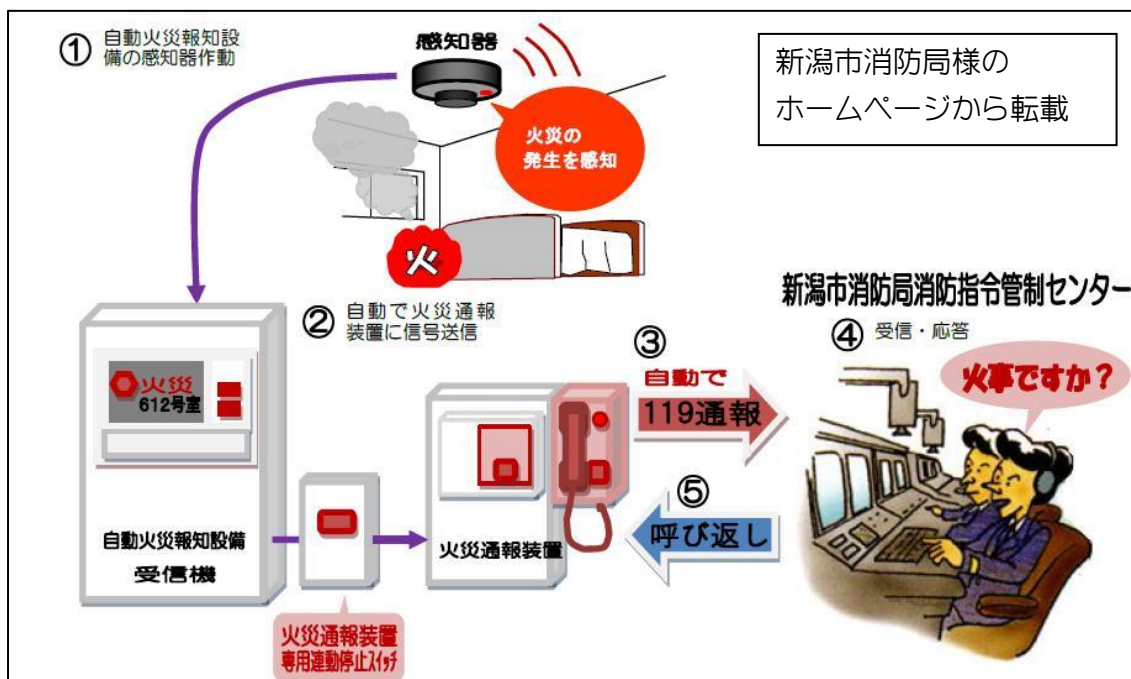 ①
自動火災報知設
備の感知器作動
感知器
新潟市消防局様の
ホームページから転載
火災の
発生を感知
火
②
自動で火災通報
装置に信号送信
新潟市消防局消防指令管制センター
③
自動で
119通報
④
受信・応答
火事ですか?
火災
612号室
⑤
呼び返し
自動火災報知設備
受信機
火災通報装置
火災通報装置
専用連動停止スイッチ